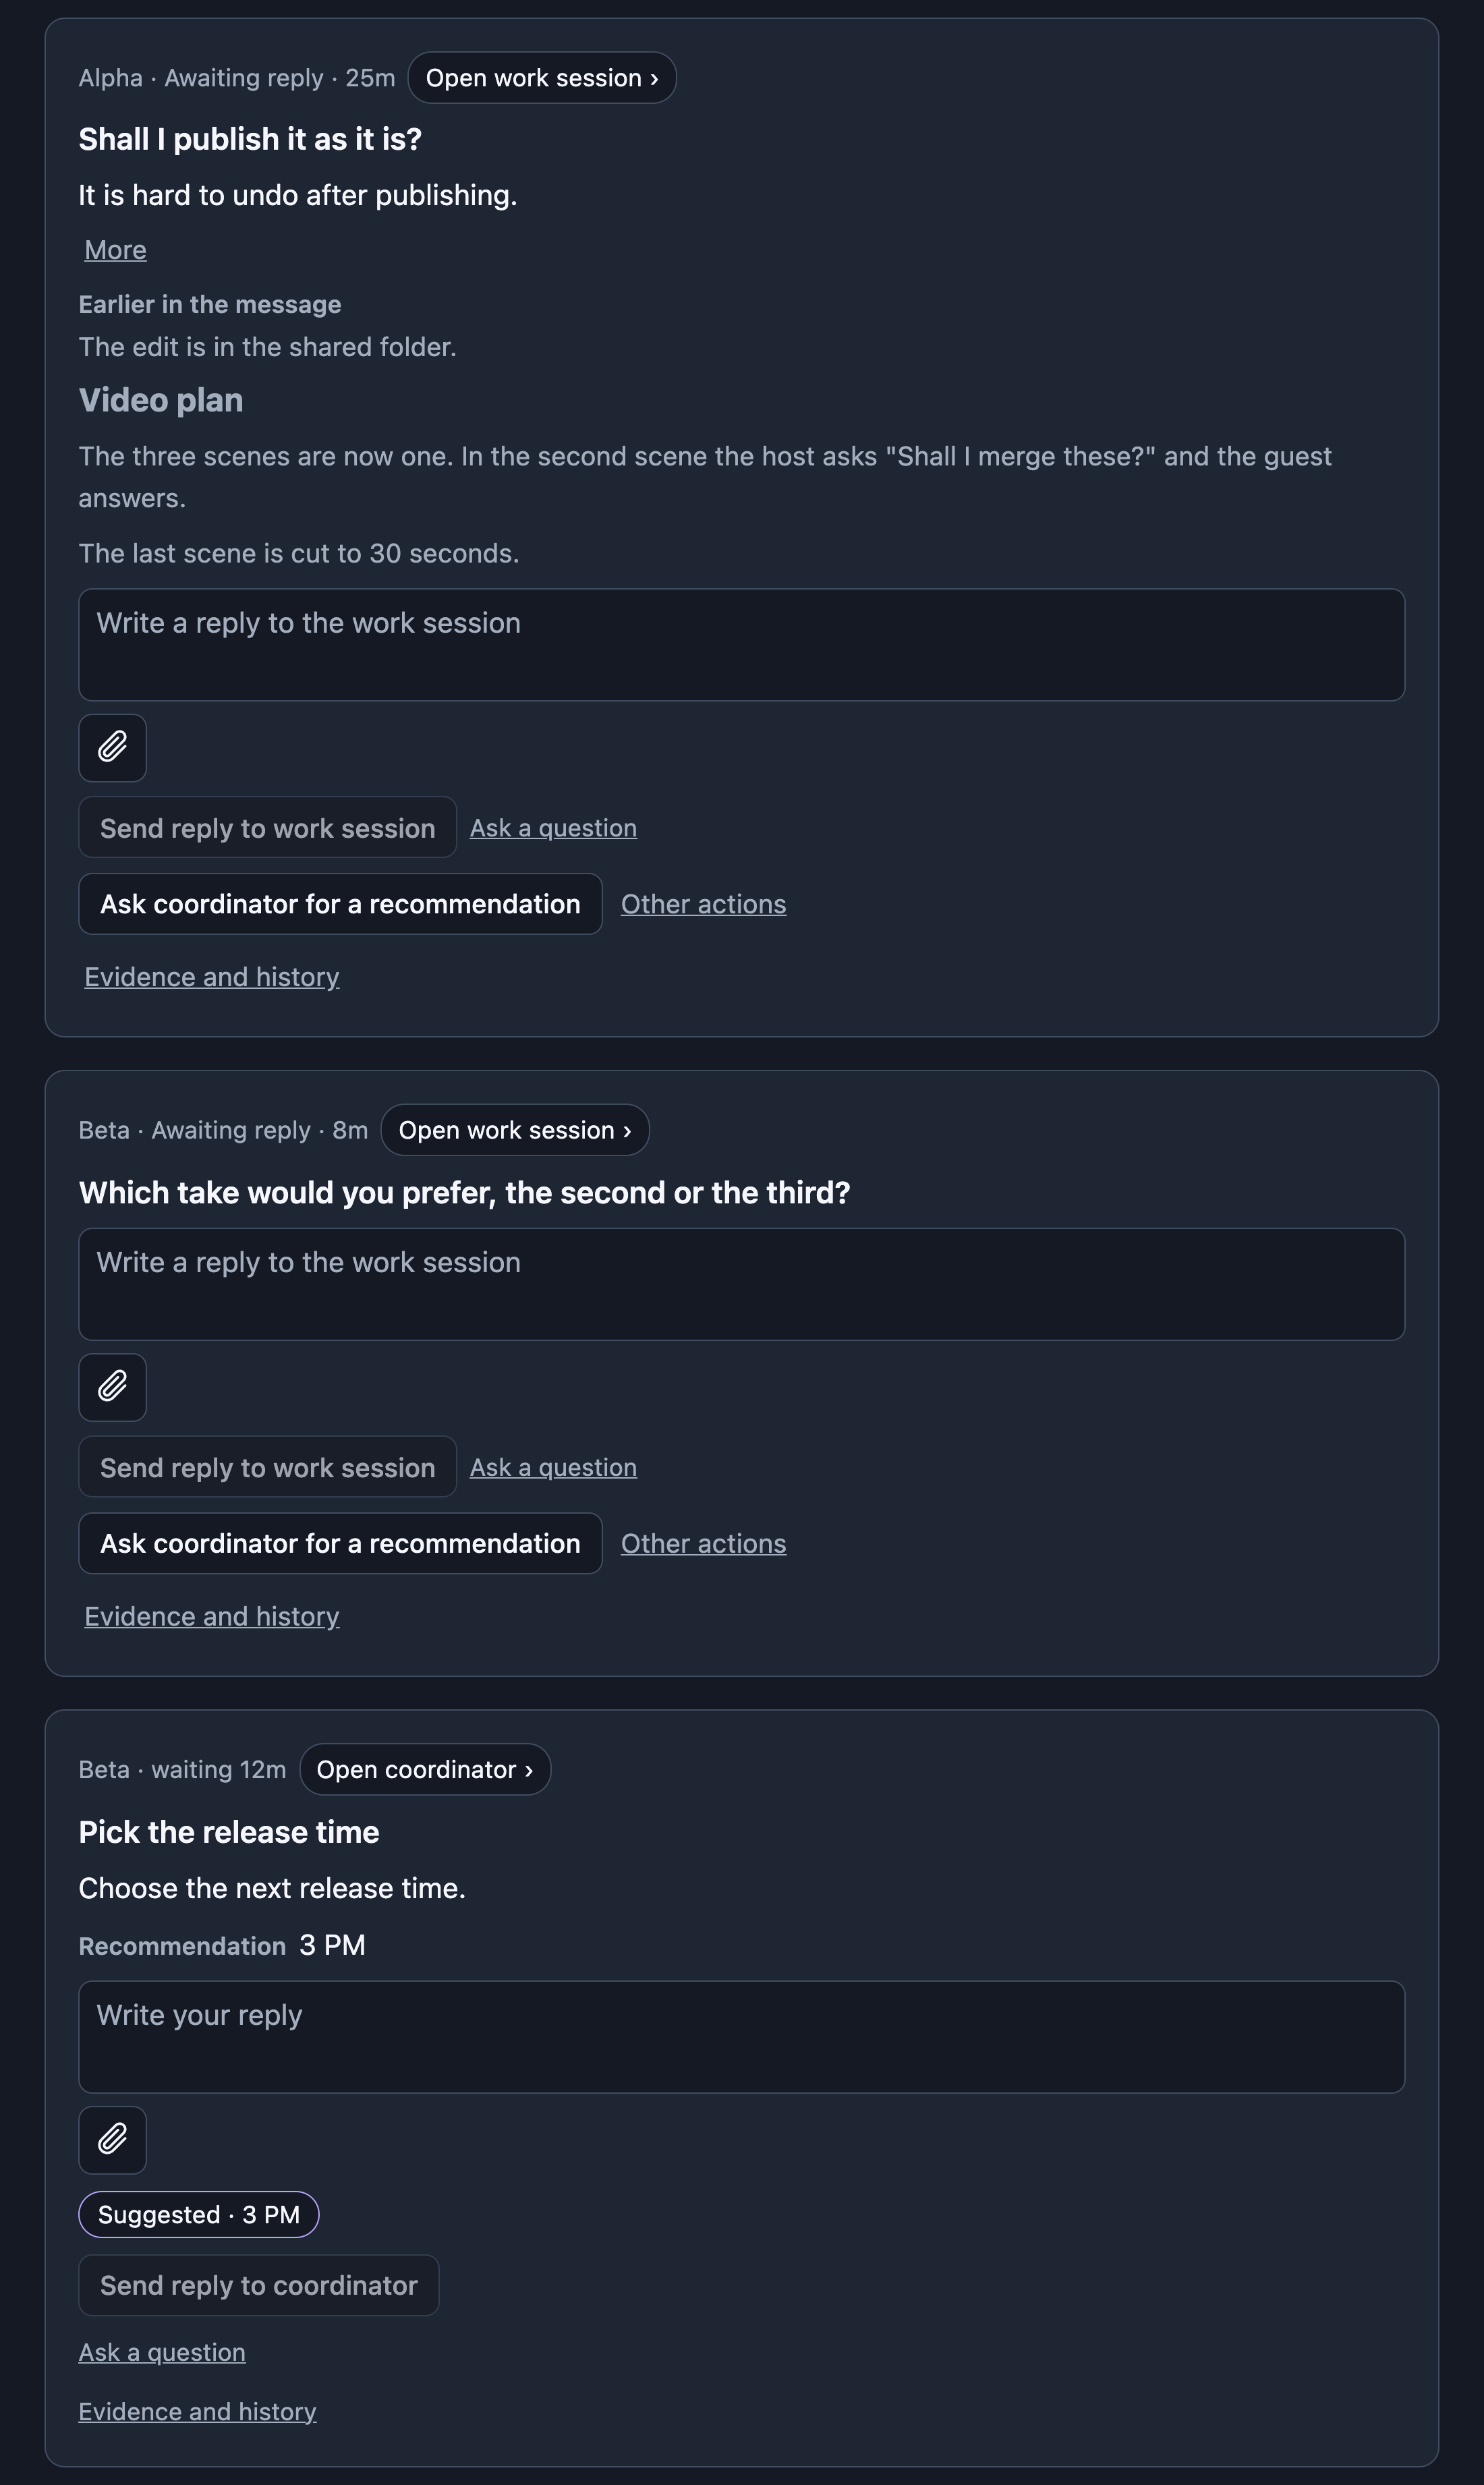 Alpha · Awaiting reply · 25m Open work session ›
Shall I publish it as it is?
It is hard to undo after publishing.
More
Earlier in the message
The edit is in the shared folder.
Video plan
The three scenes are now one. In the second scene the host asks "Shall I merge these?" and the guest
answers.
The last scene is cut to 30 seconds.
Write a reply to the work session
Send reply to work session Ask a question
Ask coordinator for a recommendation Other actions
Evidence and history
Beta · Awaiting reply · 8m Open work session ›
Which take would you prefer, the second or the third?
Write a reply to the work session
Send reply to work session Ask a question
Ask coordinator for a recommendation Other actions
Evidence and history
Beta · waiting 12m Open coordinator ›
Pick the release time
Choose the next release time.
Recommendation 3 PM
Write your reply
Suggested · 3 PM
Send reply to coordinator
Ask a question
Evidence and history